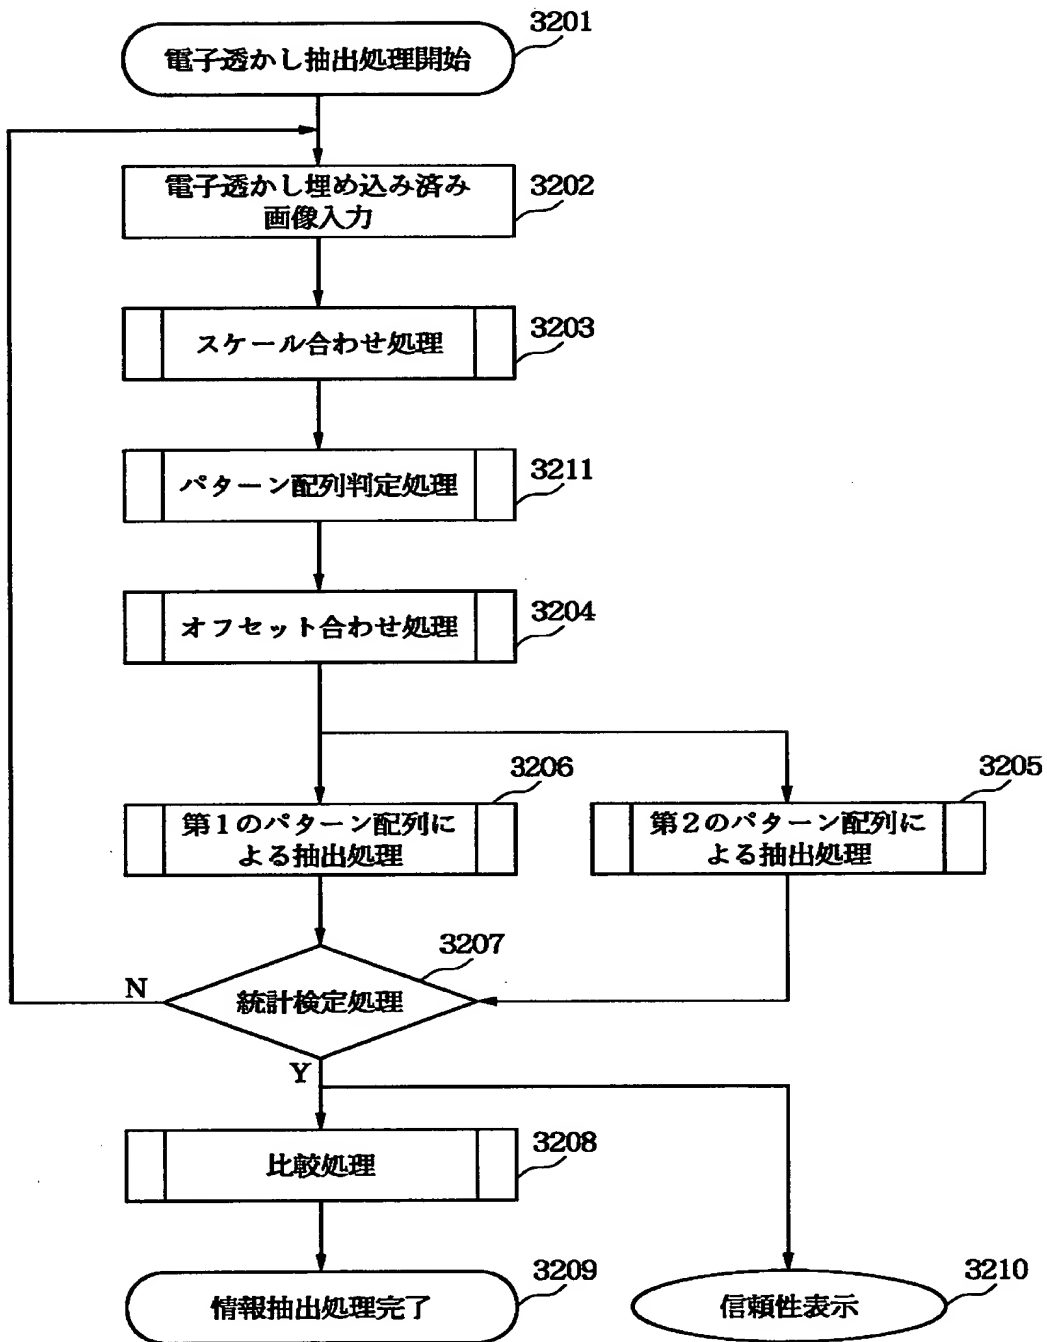 3201
電子透かし抽出処理開始
電子透かし埋め込み済み
画像入力
3202
スケール合わせ処理
3203
パターン配列判定処理
3211
オフセット合わせ処理
3204
3206
第1のパターン配列に
よる抽出処理
3205
第2のパターン配列に
よる抽出処理
3207
N
統計検定処理
Y
比較処理
3208
情報抽出処理完了
3209
信頼性表示
3210